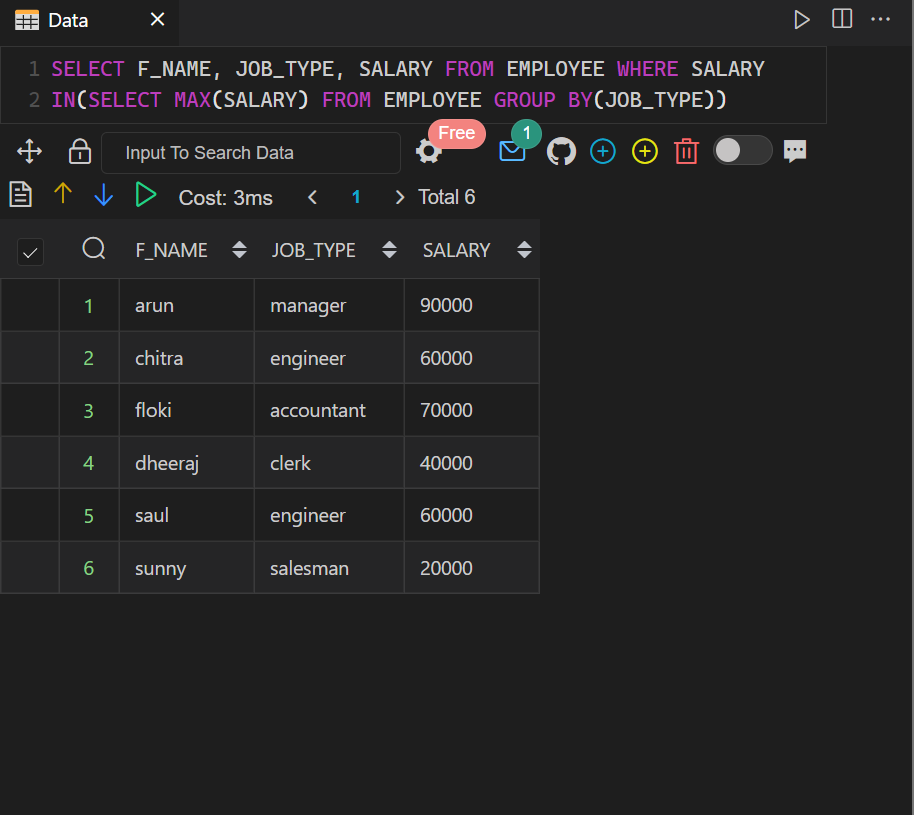 Data
1 SELECT F_NAME, JOB_TYPE, SALARY FROM EMPLOYEE WHERE SALARY
2 IN(SELECT MAX(SALARY) FROM EMPLOYEE GROUP BY(JOB_TYPE))
Input To Search Data Free 1
Cost: 3ms 1 Total 6
F_NAME JOB_TYPE SALARY
1 arun manager 90000
2 chitra engineer 60000
3 floki accountant 70000
4 dheeraj clerk 40000
5 saul engineer 60000
6 sunny salesman 20000